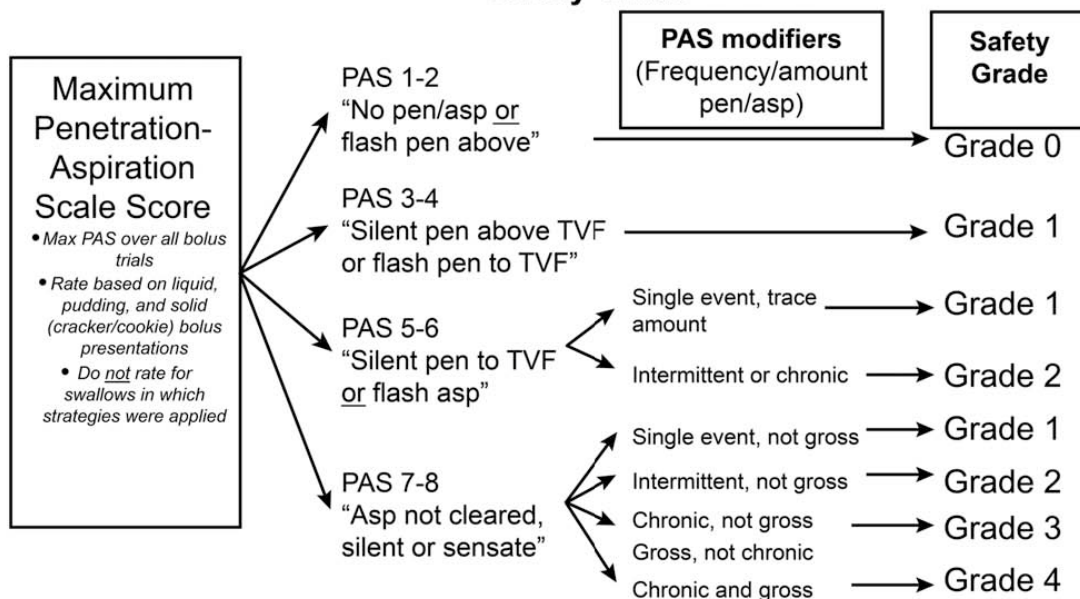 Maximum
Penetration-
Aspiration
Scale Score
• Max PAS over all bolus
trials
• Rate based on liquid,
pudding, and solid
(cracker/cookie) bolus
presentations
• Do not rate for
swallows in which
strategies were applied
PAS 1-2
“No pen/asp or
flash pen above”
PAS 3-4
“Silent pen above TVF
or flash pen to TVF”
PAS 5-6
“Silent pen to TVF
or flash asp”
PAS 7-8
“Asp not cleared,
silent or sensate”
PAS modifiers
(Frequency/amount
pen/asp)
Single event, trace
amount
Intermittent or chronic
Single event, not gross
Intermittent, not gross
Chronic, not gross
Gross, not chronic
Chronic and gross
Safety
Grade
Grade 0
Grade 1
Grade 1
Grade 2
Grade 1
Grade 2
Grade 3
Grade 4